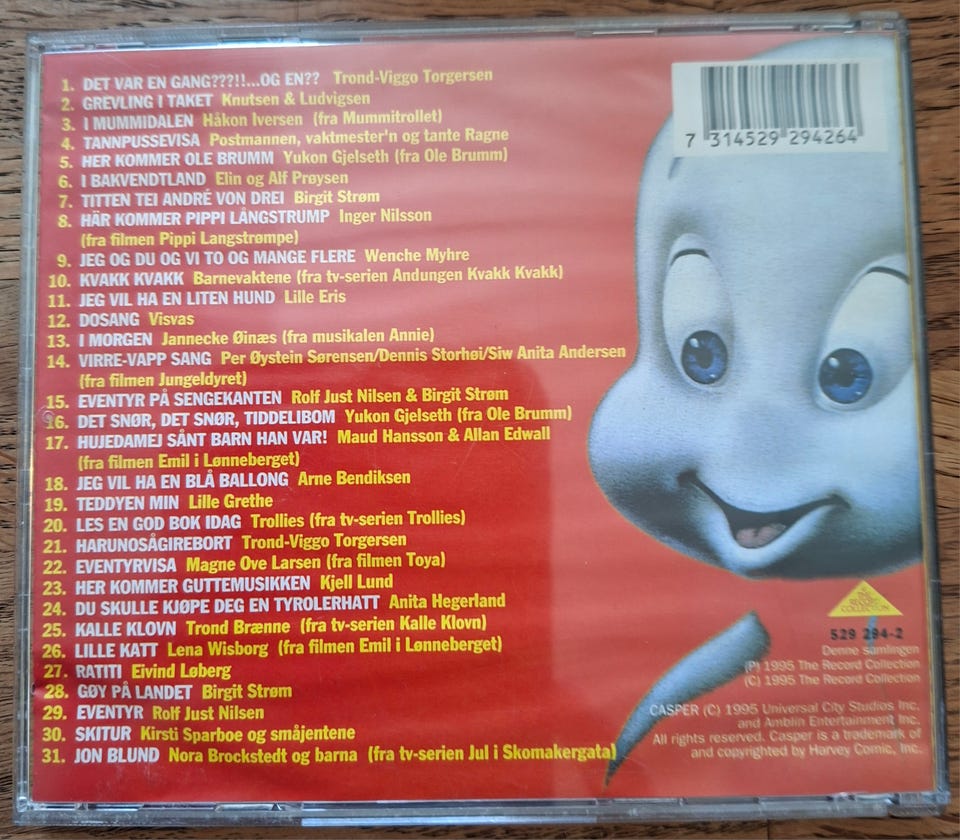 1. DET VAR EN GANG???!!...OG EN?? Trond-Viggo Torgersen
2. GREVLING I TAKET Knutsen & Ludvigsen
3. I MUMMIDALEN Håkon Iversen (fra Mummitrollet)
4. TANNPUSSEVISA Postmannen, vaktmester'n og tante Ragne
5. HER KOMMER OLE BRUMM Yukon Gjelseth (fra Ole Brumm)
6. I BAKVENDTLAND Elin og Alf Prøysen
7. TITTEN TEI ANDRÉ VON DREI Birgit Strøm
8. HÄR KOMMER PIPPI LÅNGSTRUMP Inger Nilsson
(fra filmen Pippi Langstrømpe)
9. JEG OG DU OG VI TO OG MANGE FLERE Wenche Myhre
10. KVAKK KVAKK Barnevaktene (fra tv-serien Andungen Kvakk Kvakk)
11. JEG VIL HA EN LITEN HUND Lille Eris
12. DOSANG Visvas
13. I MORGEN Jannecke Øinæs (fra musikalen Annie)
14. VIRRE-VAPP SANG Per Øystein Sørensen/Dennis Storhøi/Siw Anita Andersen
(fra filmen Jungeldyret)
15. EVENTYR PÅ SENGEKANTEN Rolf Just Nilsen & Birgit Strøm
16. DET SNØR, DET SNØR, TIDDELIBOM Yukon Gjelseth (fra Ole Brumm)
17. HUJEDAMEJ SÅNT BARN HAN VAR! Maud Hansson & Allan Edwall
(fra filmen Emil i Lønneberget)
18. JEG VIL HA EN BLÅ BALLONG Arne Bendiksen
19. TEDDYEN MIN Lille Grethe
20. LES EN GOD BOK IDAG Trollies (fra tv-serien Trollies)
21. HARUNOSÅGIREBORT Trond-Viggo Torgersen
22. EVENTYRVISA Magne Ove Larsen (fra filmen Toya)
23. HER KOMMER GUTTEMUSIKKEN Kjell Lund
24. DU SKULLE KJØPE DEG EN TYROLERHATT Anita Hegerland
25. KALLE KLOVN Trond Brænne (fra tv-serien Kalle Klovn)
26. LILLE KATT Lena Wisborg (fra filmen Emil i Lønneberget)
27. RATITI Eivind Løberg
28. GØY PÅ LANDET Birgit Strøm
29. EVENTYR Rolf Just Nilsen
30. SKITUR Kirsti Sparboe og småjentene
31. JON BLUND Nora Brockstedt og barna (fra tv-serien Jul i Skomakergata)
7 314529 294264
THE
RECORD
COLLECTION
529 294-2
Denne samlingen
(P) 1995 The Record Collection
(C) 1995 The Record Collection
CASPER (C) 1995 Universal City Studios Inc.
and Amblin Entertainment Inc.
All rights reserved. Casper is a trademark of
and copyrighted by Harvey Comic, Inc.